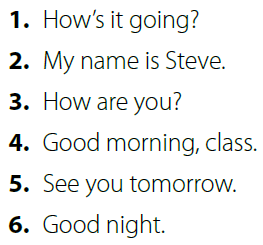 1. How's it going?
2. My name is Steve.
3. How are you?
4. Good morning, class.
5. See you tomorrow.
6. Good night.